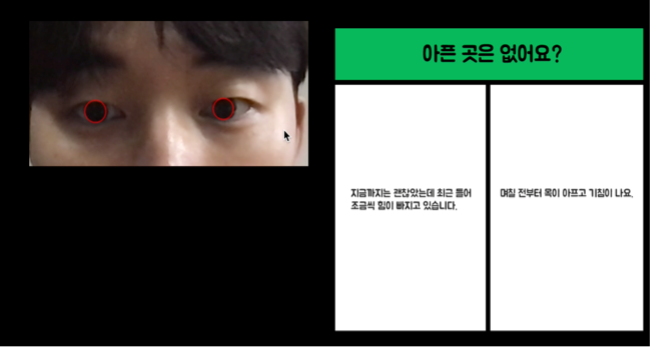 아픈 곳은 없어요?
지금까지는 괜찮았는데 최근 들어
조금씩 힘이 빠지고 있습니다.
며칠 전부터 목이 아프고 기침이 나요.